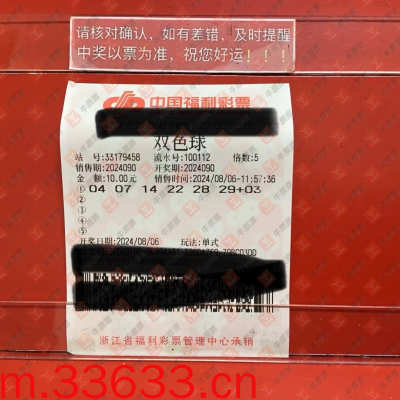 请核对确认、如有差错、及时提醒
中奖以票为准，祝您好运！！！
中国福利彩票
双色球
站 号:33179458 流水号:100112 倍数:5
销售期:2024090 开奖期:2024090
金 额:10.00元 销售时间:2024/08/06-11:57:36
① 04 07 14 22 28 29+03
②
③
④
⑤
开奖日期:2024/08/06 玩法:单式
浙江省福利彩票管理中心承销
m.33633.cn